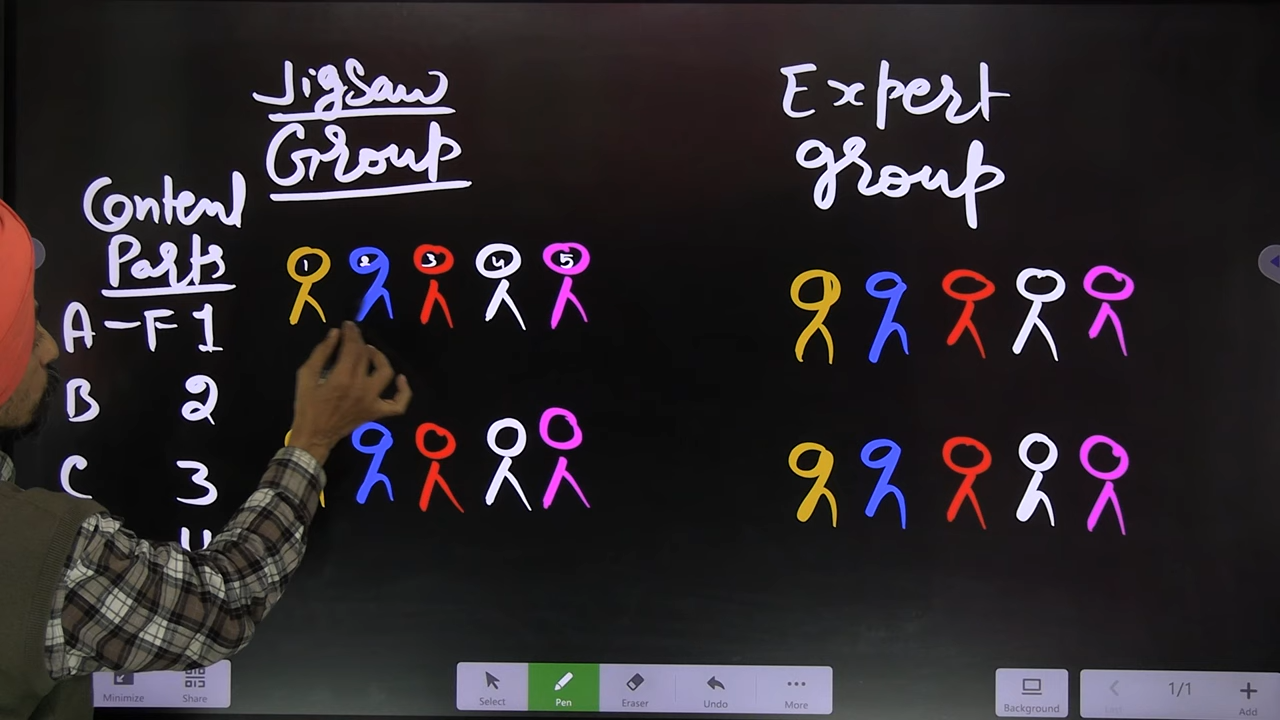 Jigsaw
Group
Expert
group
Content
Parts
1 2 3 4 5
A - F 1
B 2
C 3
4
Minimize
Share
Select
Pen
Eraser
Undo
More
Background
1/1
Add